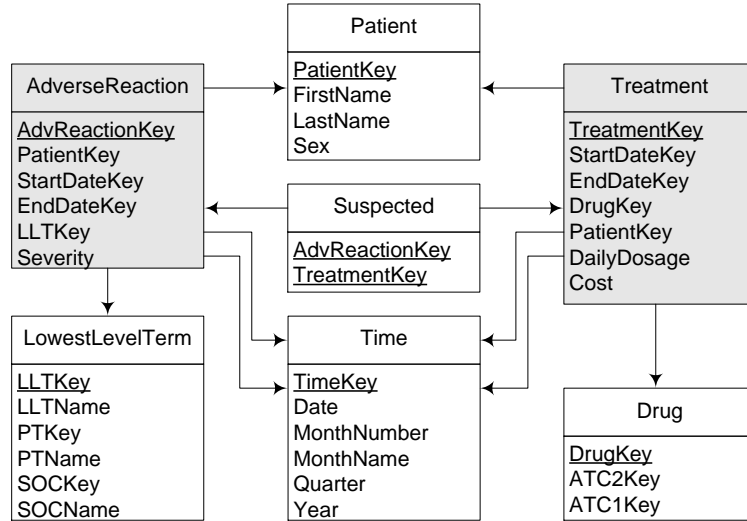 Patient
PatientKey
FirstName
LastName
Sex
AdverseReaction
AdvReactionKey
PatientKey
StartDateKey
EndDateKey
LLTKey
Severity
Treatment
TreatmentKey
StartDateKey
EndDateKey
DrugKey
PatientKey
DailyDosage
Cost
Suspected
AdvReactionKey
TreatmentKey
LowestLevelTerm
LLTKey
LLTName
PTKey
PTName
SOCKey
SOCName
Time
TimeKey
Date
MonthNumber
MonthName
Quarter
Year
Drug
DrugKey
ATC2Key
ATC1Key